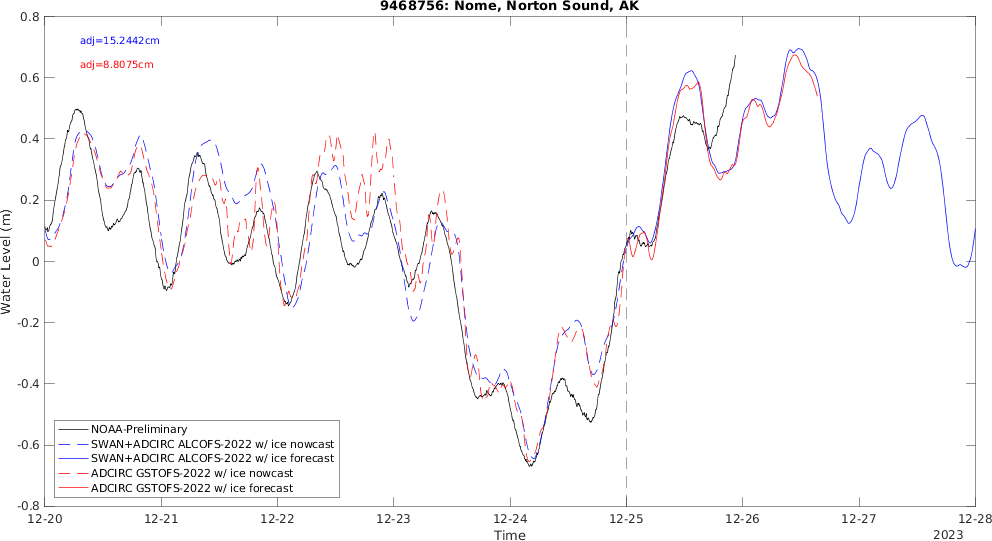 9468756: Nome, Norton Sound, AK
adj=15.2442cm
adj=8.8075cm
Water Level (m)
0.8
0.6
0.4
0.2
0
-0.2
-0.4
-0.6
-0.8
NOAA-Preliminary
SWAN+ADCIRC ALCOFS-2022 w/ ice nowcast
SWAN+ADCIRC ALCOFS-2022 w/ ice forecast
ADCIRC GSTOFS-2022 w/ ice nowcast
ADCIRC GSTOFS-2022 w/ ice forecast
12-20 12-21 12-22 12-23 12-24 12-25 12-26 12-27 12-28
Time
2023